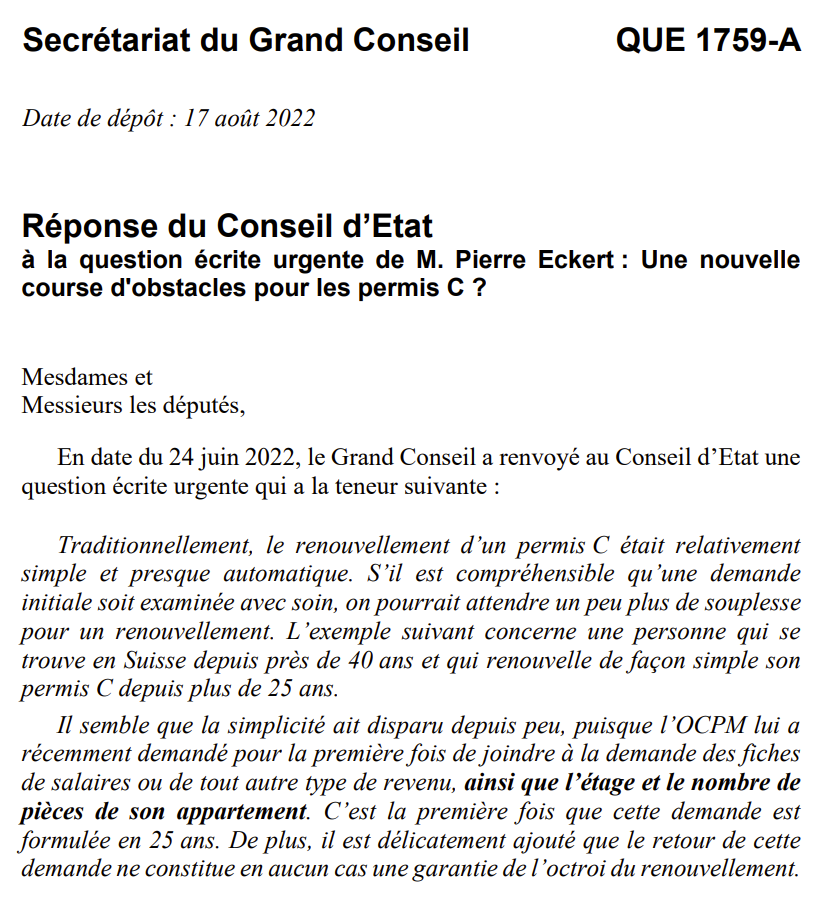 Secrétariat du Grand Conseil QUE 1759-A
Date de dépôt : 17 août 2022
Réponse du Conseil d’Etat
à la question écrite urgente de M. Pierre Eckert : Une nouvelle
course d'obstacles pour les permis C ?
Mesdames et
Messieurs les députés,
En date du 24 juin 2022, le Grand Conseil a renvoyé au Conseil d’Etat une
question écrite urgente qui a la teneur suivante :
Traditionnellement, le renouvellement d’un permis C était relativement
simple et presque automatique. S’il est compréhensible qu’une demande
initiale soit examinée avec soin, on pourrait attendre un peu plus de souplesse
pour un renouvellement. L’exemple suivant concerne une personne qui se
trouve en Suisse depuis près de 40 ans et qui renouvelle de façon simple son
permis C depuis plus de 25 ans.
Il semble que la simplicité ait disparu depuis peu, puisque l’OCPM lui a
récemment demandé pour la première fois de joindre à la demande des fiches
de salaires ou de tout autre type de revenu, ainsi que l’étage et le nombre de
pièces de son appartement. C’est la première fois que cette demande est
formulée en 25 ans. De plus, il est délicatement ajouté que le retour de cette
demande ne constitue en aucun cas une garantie de l’octroi du renouvellement.